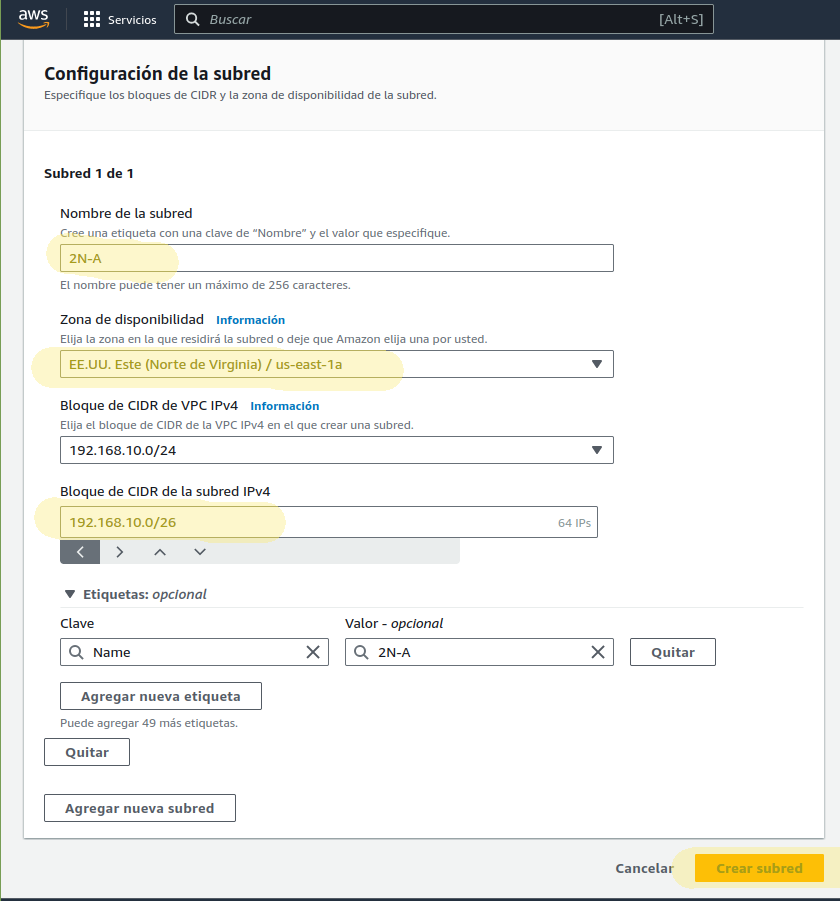 aws Servicios Buscar [Alt+S]
Configuración de la subred
Especifique los bloques de CIDR y la zona de disponibilidad de la subred.
Subred 1 de 1
Nombre de la subred
Cree una etiqueta con una clave de “Nombre” y el valor que especifique.
2N-A
El nombre puede tener un máximo de 256 caracteres.
Zona de disponibilidad Información
Elija la zona en la que residirá la subred o deje que Amazon elija una por usted.
EE.UU. Este (Norte de Virginia) / us-east-1a
Bloque de CIDR de VPC IPv4 Información
Elija el bloque de CIDR de la VPC IPv4 en el que crear una subred.
192.168.10.0/24
Bloque de CIDR de la subred IPv4
192.168.10.0/26 64 IPs
Etiquetas: opcional
Clave Valor - opcional
Name 2N-A Quitar
Agregar nueva etiqueta
Puede agregar 49 más etiquetas.
Quitar
Agregar nueva subred
Cancelar Crear subred